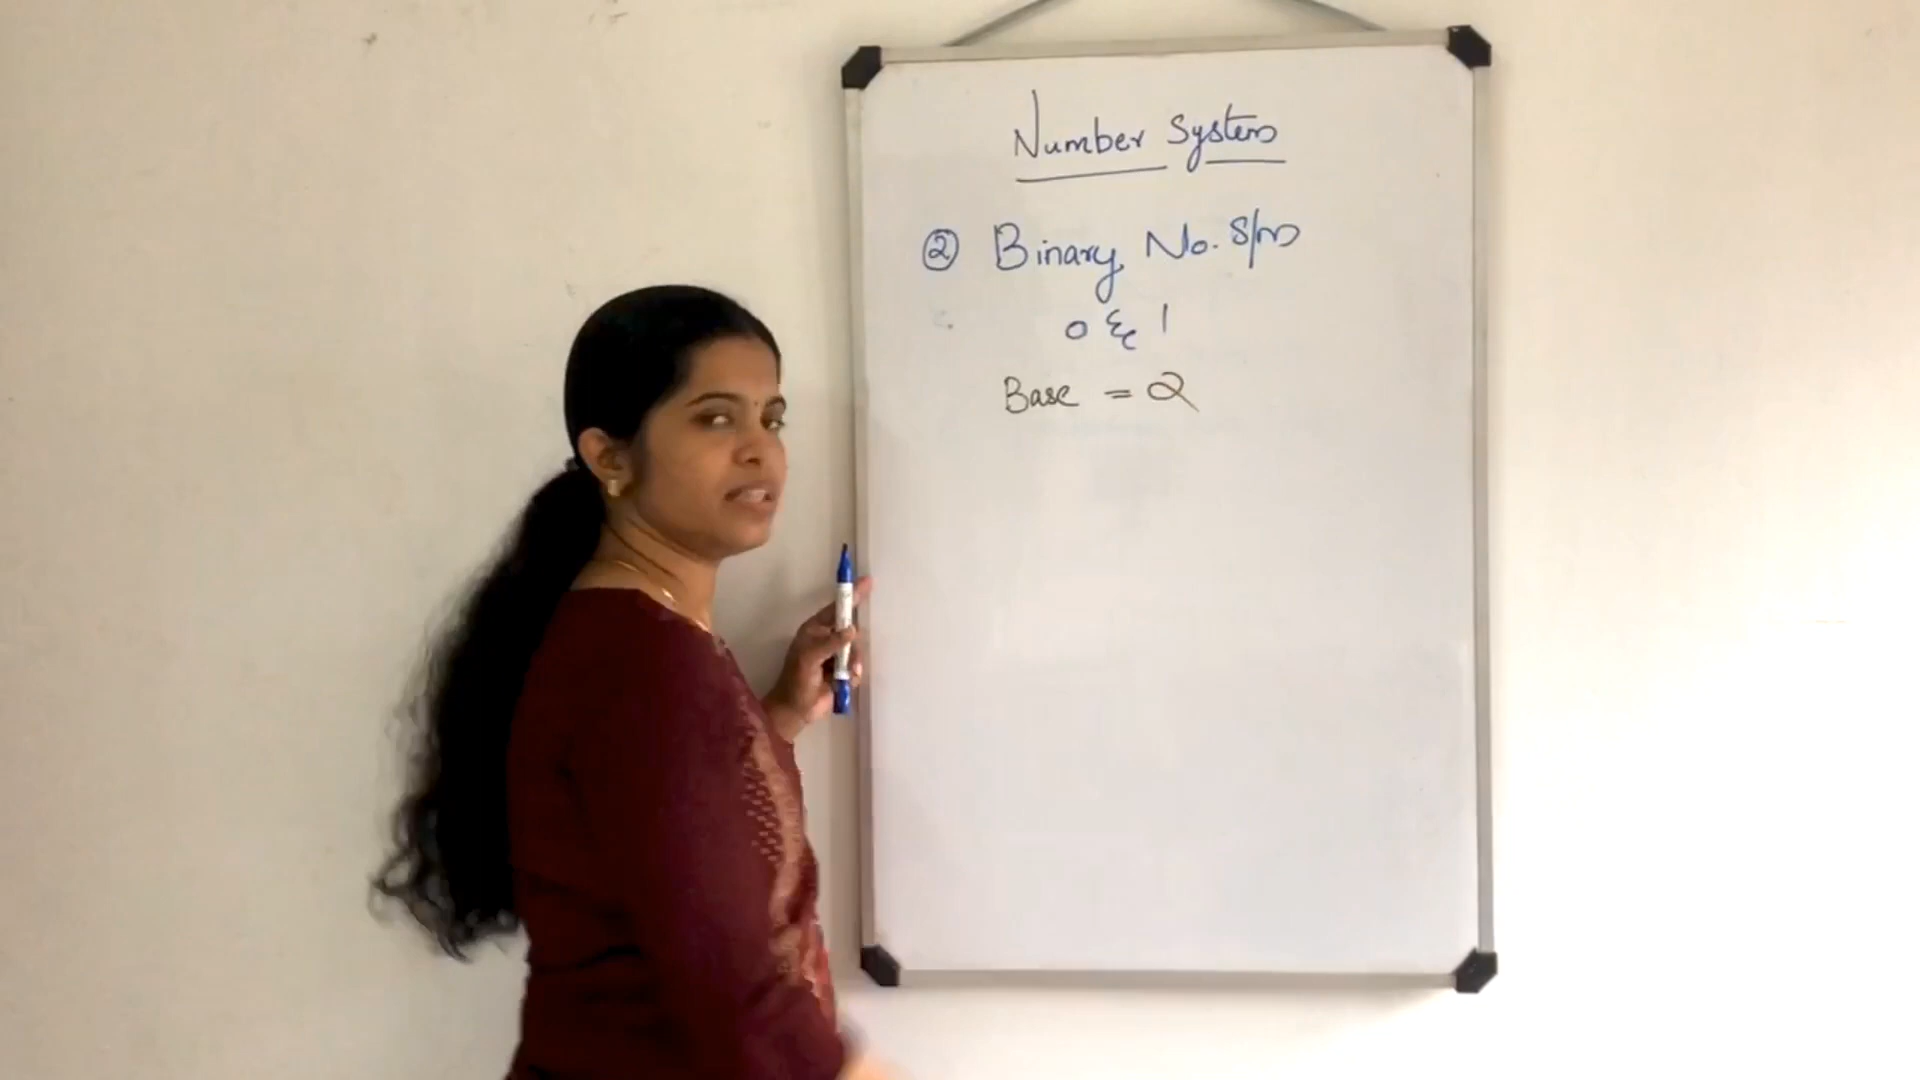 Number System
② Binary No. S/m
0 & 1
Base = 2